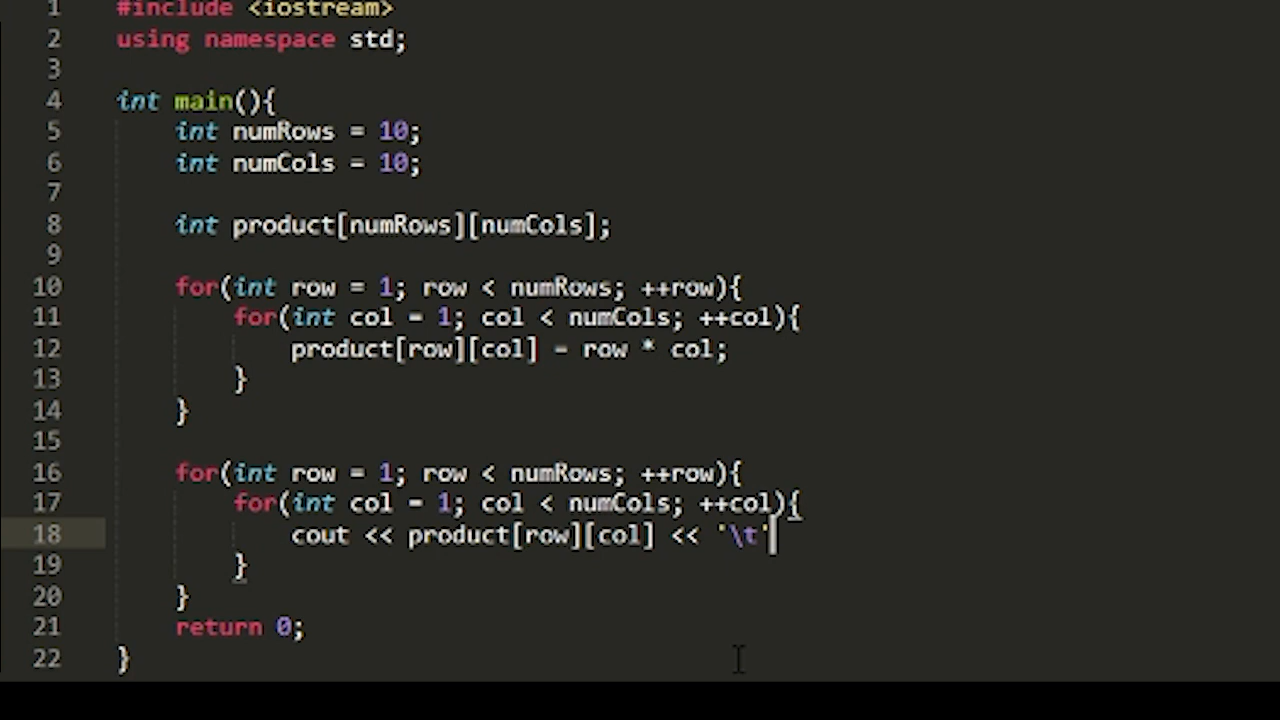 1 #include <iostream>
2 using namespace std;
3
4 int main(){
5 int numRows = 10;
6 int numCols = 10;
7
8 int product[numRows][numCols];
9
10 for(int row = 1; row < numRows; ++row){
11 for(int col = 1; col < numCols; ++col){
12 product[row][col] = row * col;
13 }
14 }
15
16 for(int row = 1; row < numRows; ++row){
17 for(int col = 1; col < numCols; ++col){
18 cout << product[row][col] << '\t'
19 }
20 }
21 return 0;
22 }